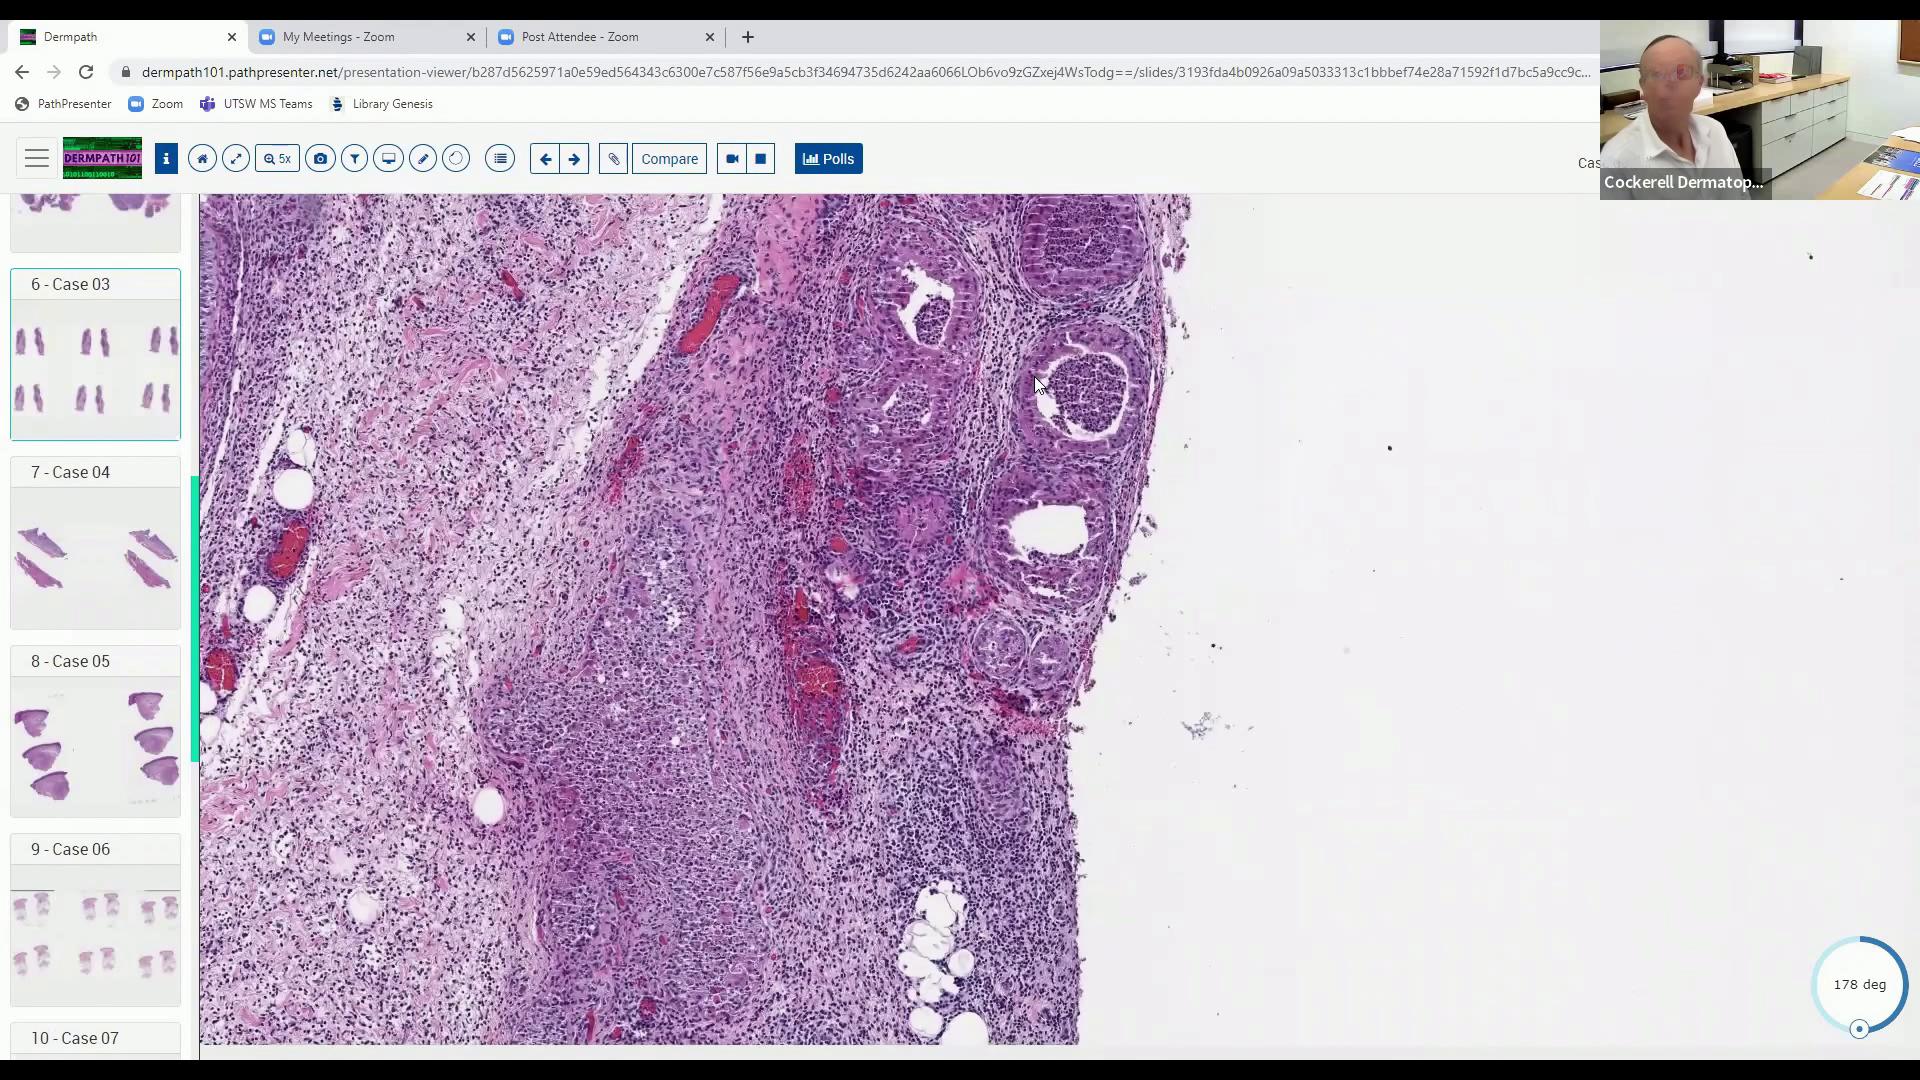 Dermpath
My Meetings - Zoom
Post Attendee - Zoom
dermpath101.pathpresenter.net/presentation-viewer/b287d5625971a0e59ed564343c6300e7c587f56e9a5cb3f34694735d6242aa6066LOb6vo9zGZxej4WsTodg==/slides/3193fda4b0926a09a5033313c1bbbef74e28a71592f1d7bc5a9cc9c...
PathPresenter
Zoom
UTSW MS Teams
Library Genesis
DERMPATH 101
5x
Compare
Polls
Cas
Cockerell Dermatop...
6 - Case 03
7 - Case 04
8 - Case 05
9 - Case 06
10 - Case 07
178 deg